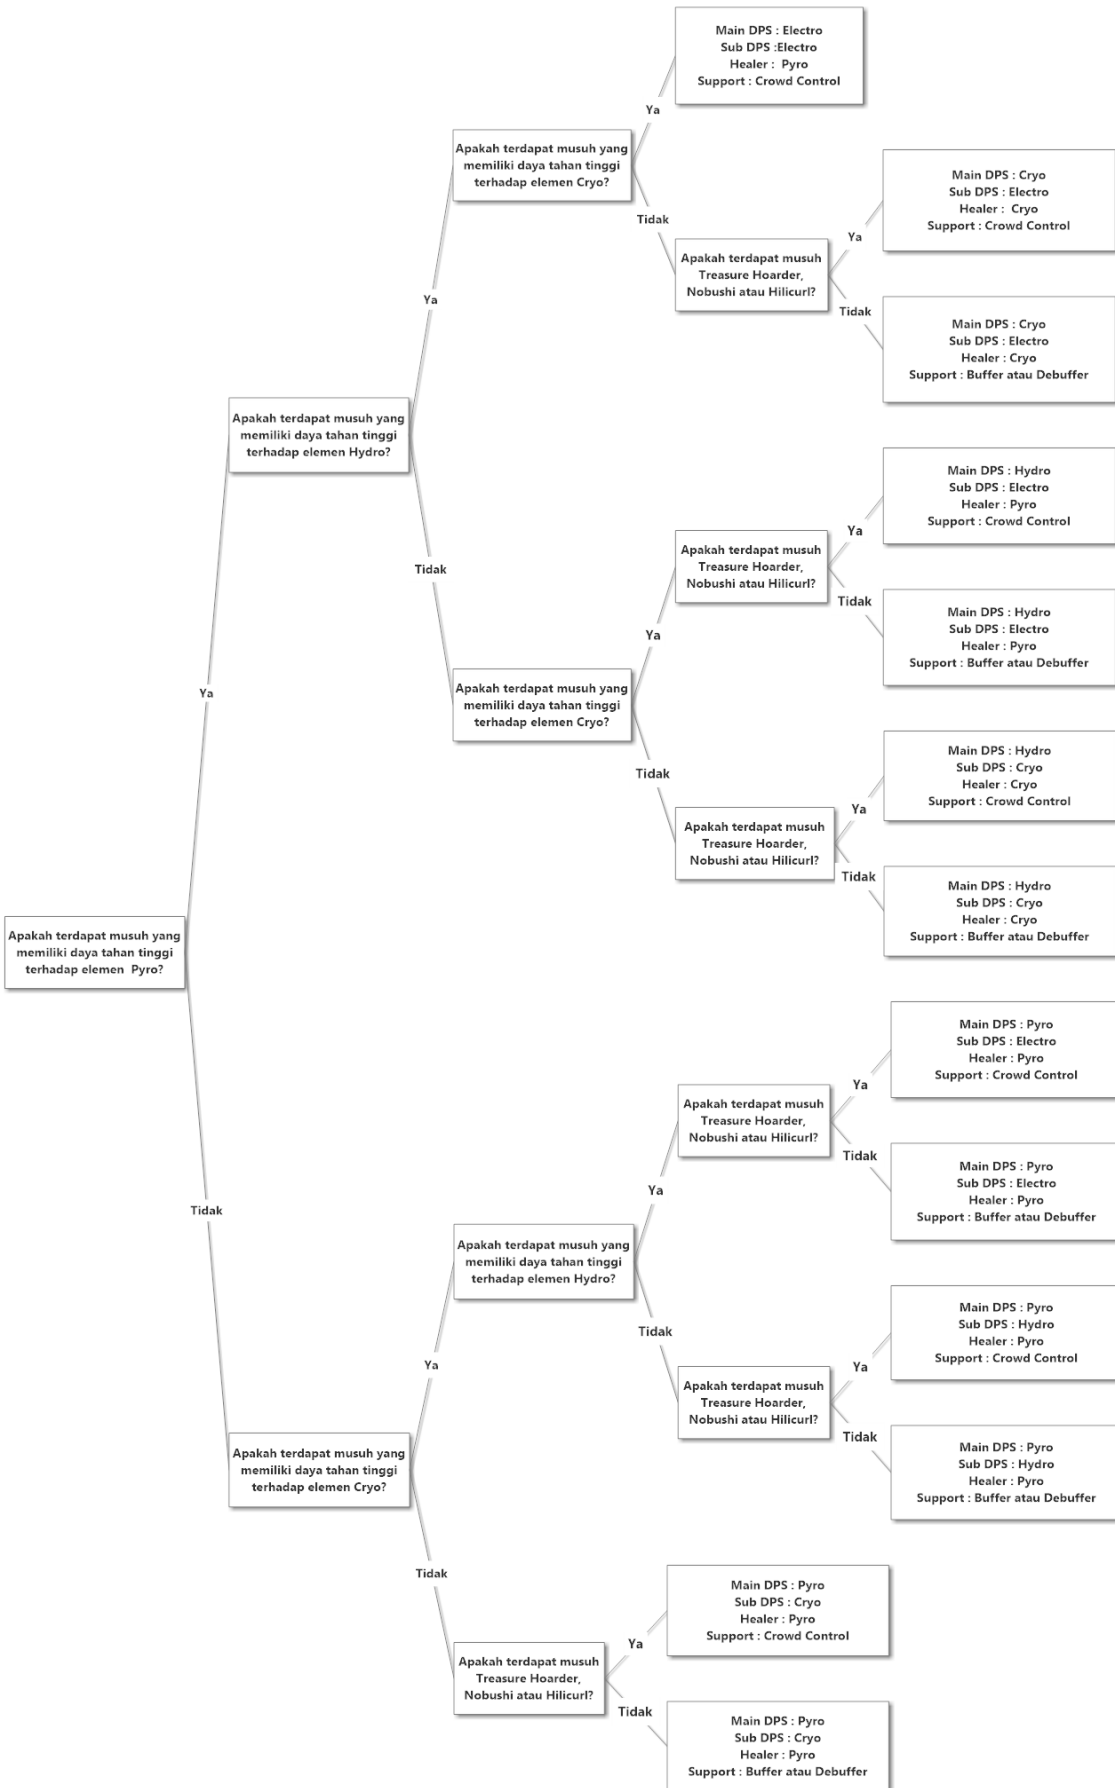 Main DPS : Electro
Sub DPS :Electro
Healer :  Pyro
Support : Crowd Control
Ya
Apakah terdapat musuh yang
memiliki daya tahan tinggi
terhadap elemen Cryo?
Tidak
Main DPS : Cryo
Sub DPS : Electro
Healer :  Cryo
Support : Crowd Control
Ya
Apakah terdapat musuh
Treasure Hoarder,
Nobushi atau Hilicurl?
Tidak
Main DPS : Cryo
Sub DPS : Electro
Healer : Cryo
Support : Buffer atau Debuffer
Ya
Apakah terdapat musuh yang
memiliki daya tahan tinggi
terhadap elemen Hydro?
Tidak
Main DPS : Hydro
Sub DPS : Electro
Healer : Pyro
Support : Crowd Control
Ya
Apakah terdapat musuh
Treasure Hoarder,
Nobushi atau Hilicurl?
Tidak
Main DPS : Hydro
Sub DPS : Electro
Healer : Pyro
Support : Buffer atau Debuffer
Ya
Apakah terdapat musuh yang
memiliki daya tahan tinggi
terhadap elemen Cryo?
Tidak
Main DPS : Hydro
Sub DPS : Cryo
Healer : Cryo
Support : Crowd Control
Ya
Apakah terdapat musuh
Treasure Hoarder,
Nobushi atau Hilicurl?
Tidak
Main DPS : Hydro
Sub DPS : Cryo
Healer : Cryo
Support : Buffer atau Debuffer
Ya
Apakah terdapat musuh yang
memiliki daya tahan tinggi
terhadap elemen  Pyro?
Tidak
Main DPS : Pyro
Sub DPS : Electro
Healer : Pyro
Support : Crowd Control
Ya
Apakah terdapat musuh
Treasure Hoarder,
Nobushi atau Hilicurl?
Tidak
Main DPS : Pyro
Sub DPS : Electro
Healer : Pyro
Support : Buffer atau Debuffer
Ya
Apakah terdapat musuh yang
memiliki daya tahan tinggi
terhadap elemen Hydro?
Tidak
Main DPS : Pyro
Sub DPS : Hydro
Healer : Pyro
Support : Crowd Control
Ya
Apakah terdapat musuh
Treasure Hoarder,
Nobushi atau Hilicurl?
Tidak
Main DPS : Pyro
Sub DPS : Hydro
Healer : Pyro
Support : Buffer atau Debuffer
Ya
Apakah terdapat musuh yang
memiliki daya tahan tinggi
terhadap elemen Cryo?
Tidak
Main DPS : Pyro
Sub DPS : Cryo
Healer : Pyro
Support : Crowd Control
Ya
Apakah terdapat musuh
Treasure Hoarder,
Nobushi atau Hilicurl?
Tidak
Main DPS : Pyro
Sub DPS : Cryo
Healer : Pyro
Support : Buffer atau Debuffer